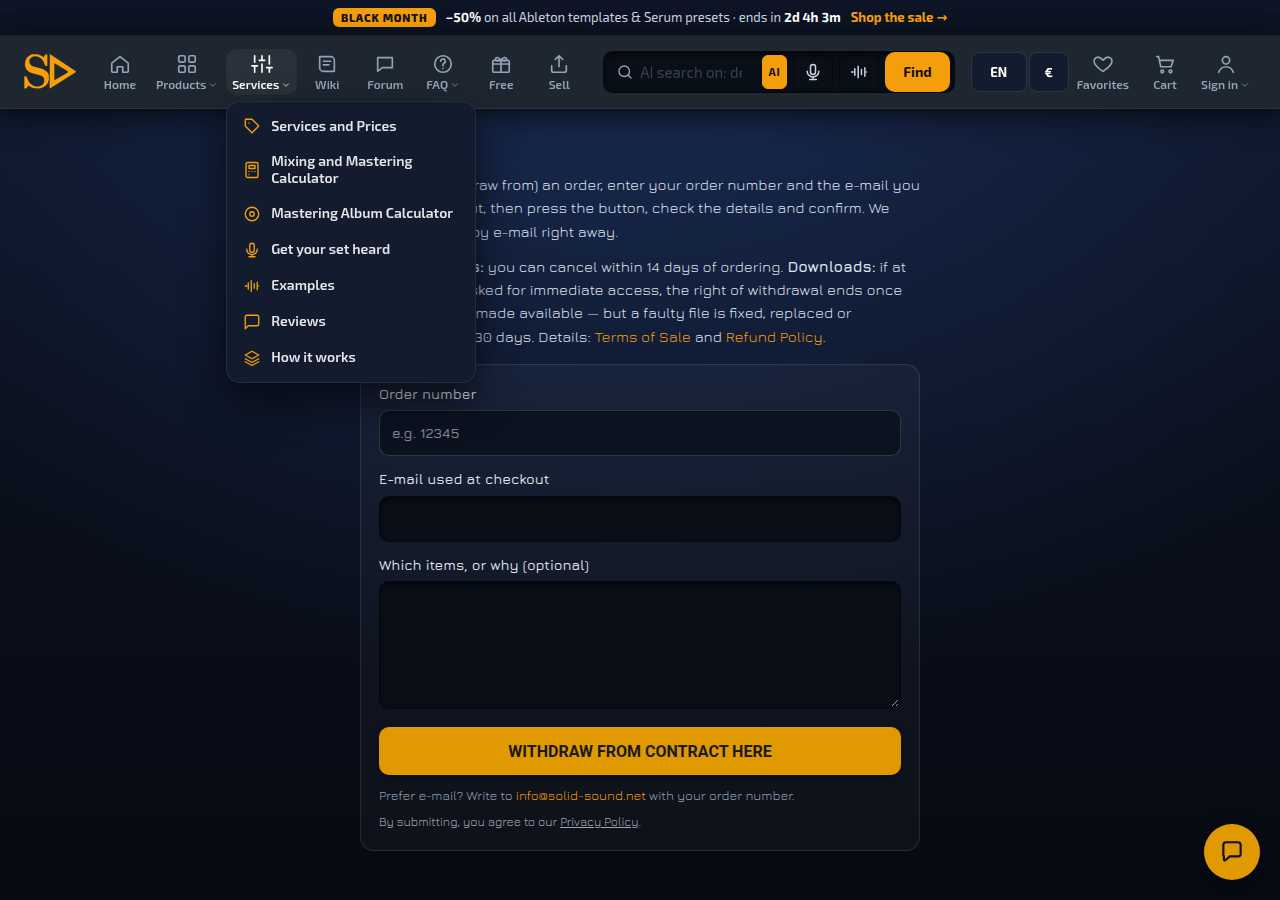 BLACK MONTH −50% on all Ableton templates & Serum presets · ends in 2d 4h 3m Shop the sale →
Home Products Services Wiki Forum FAQ Free Sell
AI search on: dr AI Find EN € Favorites Cart Sign in
Services and Prices
Mixing and Mastering
Calculator
Mastering Album Calculator
Get your set heard
Examples
Reviews
How it works
raw from) an order, enter your order number and the e-mail you
then press the button, check the details and confirm. We
by e-mail right away.
you can cancel within 14 days of ordering. Downloads: if at
ked for immediate access, the right of withdrawal ends once
made available — but a faulty file is fixed, replaced or
30 days. Details: Terms of Sale and Refund Policy.
Order number
e.g. 12345
E-mail used at checkout
Which items, or why (optional)
WITHDRAW FROM CONTRACT HERE
Prefer e-mail? Write to info@solid-sound.net with your order number.
By submitting, you agree to our Privacy Policy.